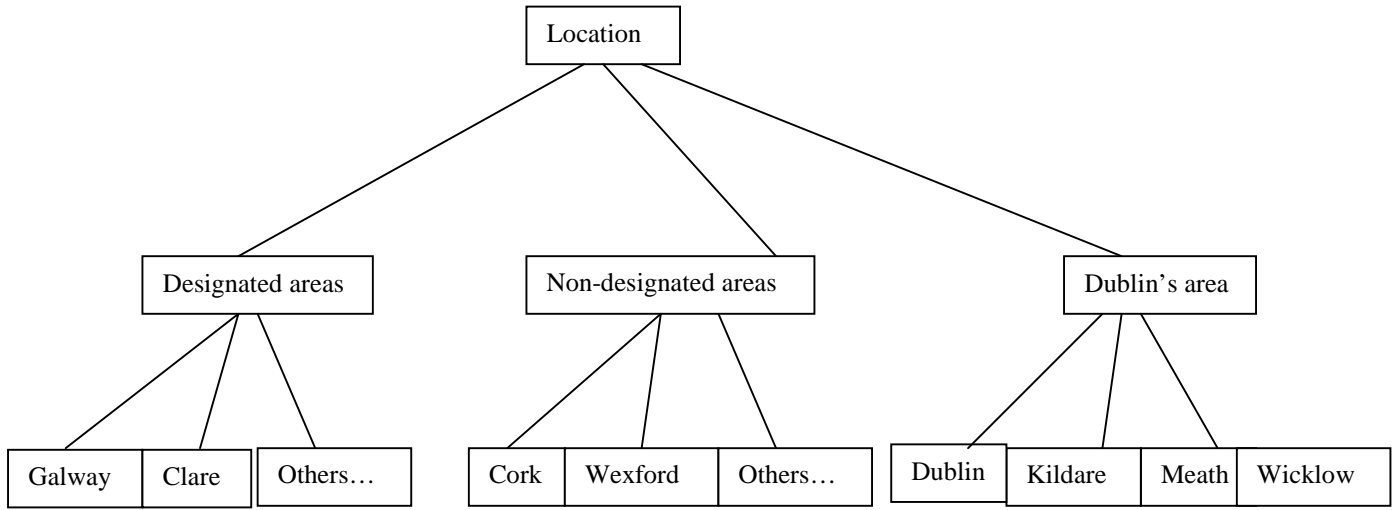 Location
Designated areas
Non-designated areas
Dublin’s area
Galway
Clare
Others…
Cork
Wexford
Others…
Dublin
Kildare
Meath
Wicklow